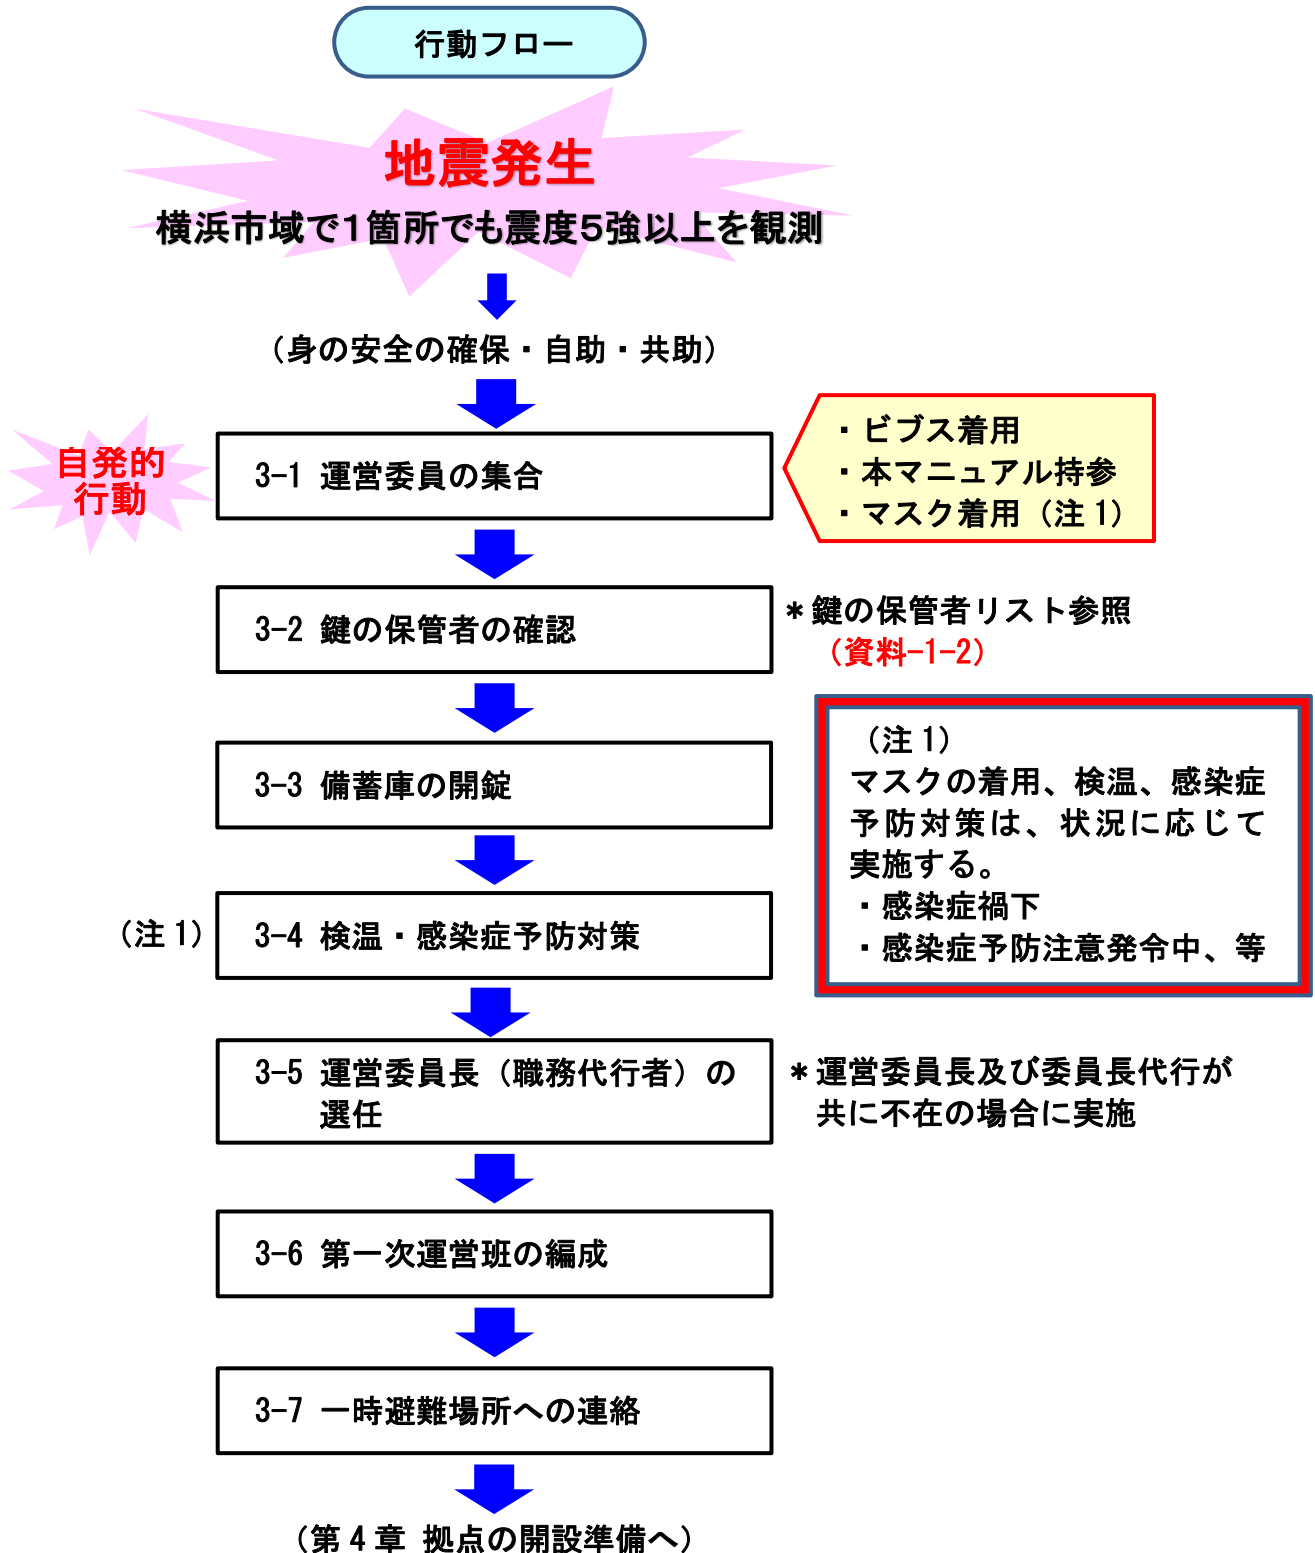 行動フロー
地震発生
横浜市域で1箇所でも震度5強以上を観測
（身の安全の確保・自助・共助）
自発的
行動
3-1 運営委員の集合
・ビブス着用
・本マニュアル持参
・マスク着用（注1）
3-2 鍵の保管者の確認
＊鍵の保管者リスト参照
（資料-1-2）
3-3 備蓄庫の開錠
（注1）
マスクの着用、検温、感染症
予防対策は、状況に応じて
実施する。
・感染症禍下
・感染症予防注意発令中、等
（注1）
3-4 検温・感染症予防対策
3-5 運営委員長（職務代行者）の
選任
＊運営委員長及び委員長代行が
共に不在の場合に実施
3-6 第一次運営班の編成
3-7 一時避難場所への連絡
（第4章 拠点の開設準備へ）